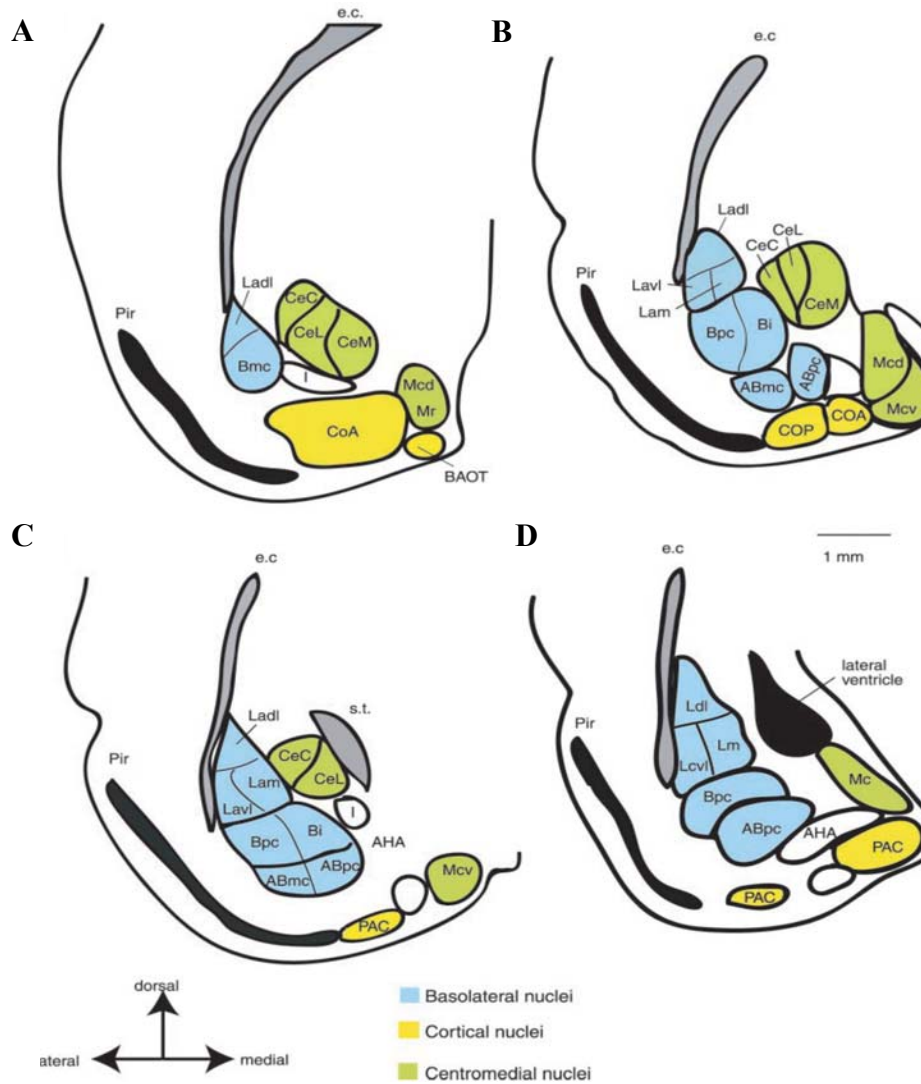 A
e.c.
Ladl
Pir
CeC
CeL
CeM
Bmc
I
Mcd
Mr
CoA
BAOT
B
e.c
Ladl
CeL
CeC
Pir
Lavl
CeM
Lam
Bpc
Bi
Mcd
ABmc
ABpc
Mcv
COP
COA
C
e.c
s.t.
Ladl
Pir
CeC
CeL
Lam
Lavl
I
Bpc
Bi
AHA
ABmc
ABpc
Mcv
PAC
D
1 mm
e.c
lateral
ventricle
Pir
Ldl
Lm
Lcvl
Mc
Bpc
ABpc
AHA
PAC
PAC
dorsal
ateral
medial
Basolateral nuclei
Cortical nuclei
Centromedial nuclei